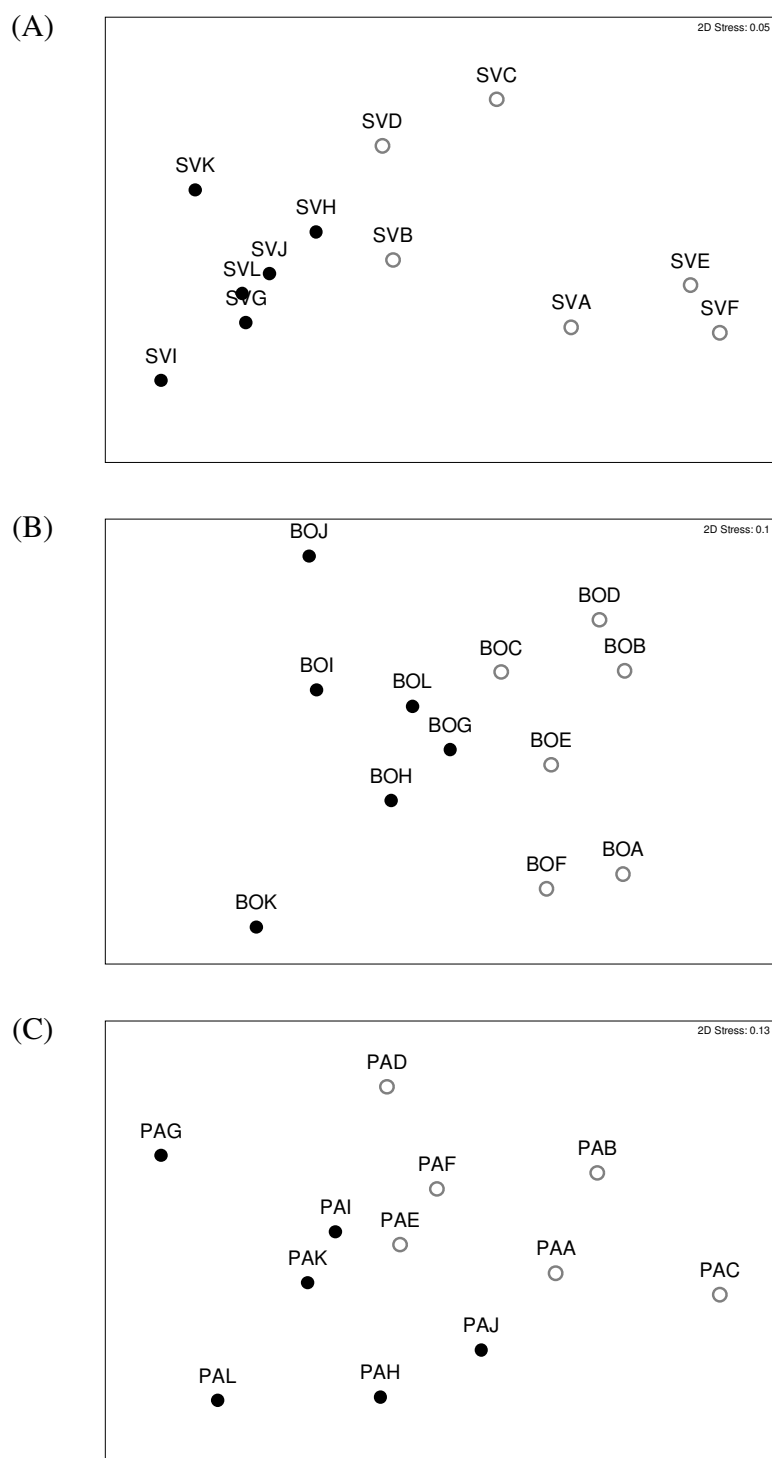 (A)
2D Stress: 0.05
SVC
SVD
SVK
SVH
SVB
SVJ
SVL
SVE
SVG
SVF
SVA
SVI
(B)
2D Stress: 0.1
BOJ
BOD
BOC
BOB
BOI
BOL
BOG
BOE
BOH
BOA
BOF
BOK
(C)
2D Stress: 0.13
PAD
PAG
PAB
PAF
PAI
PAE
PAA
PAK
PAC
PAJ
PAL
PAH